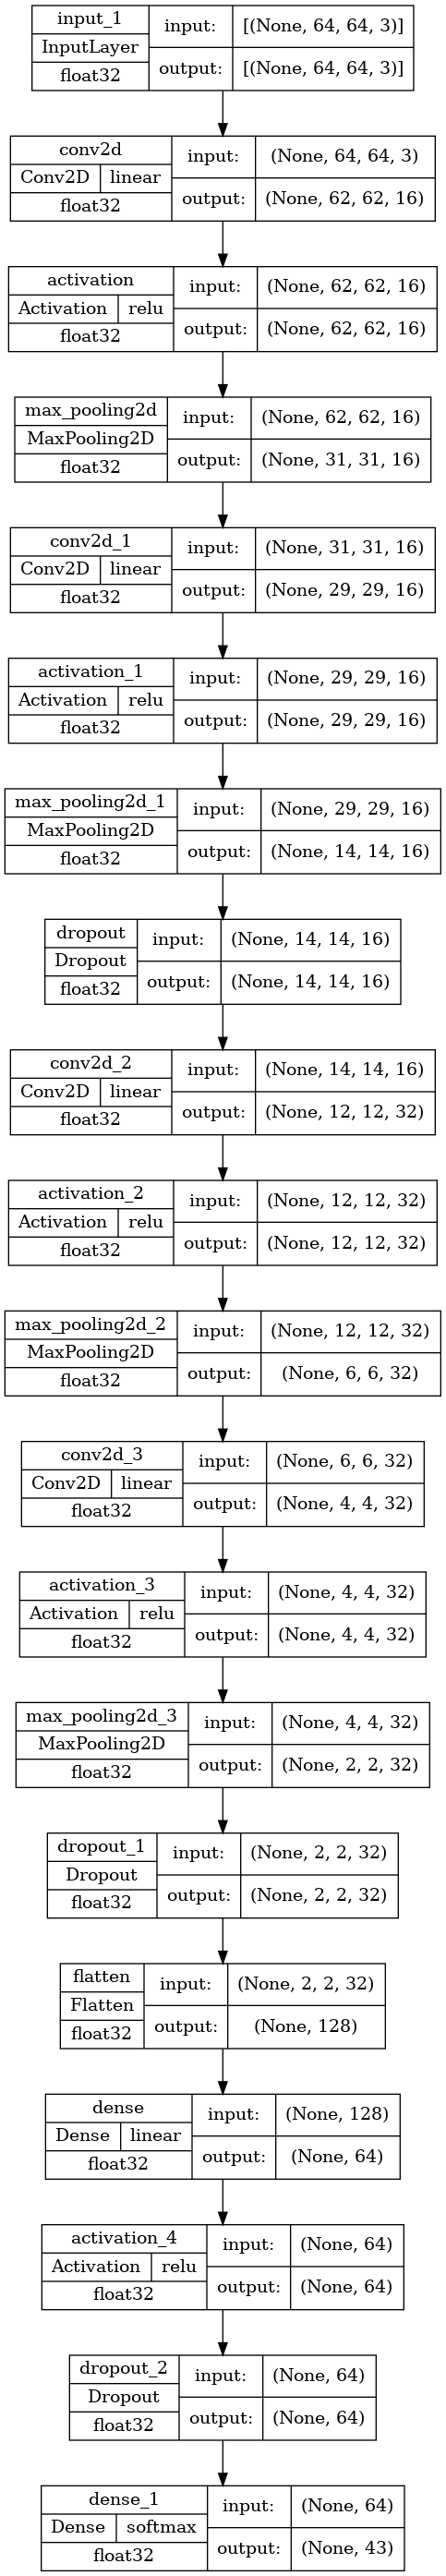 input_1 input: [(None, 64, 64, 3)]
InputLayer
float32 output: [(None, 64, 64, 3)]
conv2d input: (None, 64, 64, 3)
Conv2D linear
float32 output: (None, 62, 62, 16)
activation input: (None, 62, 62, 16)
Activation relu
float32 output: (None, 62, 62, 16)
max_pooling2d input: (None, 62, 62, 16)
MaxPooling2D
float32 output: (None, 31, 31, 16)
conv2d_1 input: (None, 31, 31, 16)
Conv2D linear
float32 output: (None, 29, 29, 16)
activation_1 input: (None, 29, 29, 16)
Activation relu
float32 output: (None, 29, 29, 16)
max_pooling2d_1 input: (None, 29, 29, 16)
MaxPooling2D
float32 output: (None, 14, 14, 16)
dropout input: (None, 14, 14, 16)
Dropout
float32 output: (None, 14, 14, 16)
conv2d_2 input: (None, 14, 14, 16)
Conv2D linear
float32 output: (None, 12, 12, 32)
activation_2 input: (None, 12, 12, 32)
Activation relu
float32 output: (None, 12, 12, 32)
max_pooling2d_2 input: (None, 12, 12, 32)
MaxPooling2D
float32 output: (None, 6, 6, 32)
conv2d_3 input: (None, 6, 6, 32)
Conv2D linear
float32 output: (None, 4, 4, 32)
activation_3 input: (None, 4, 4, 32)
Activation relu
float32 output: (None, 4, 4, 32)
max_pooling2d_3 input: (None, 4, 4, 32)
MaxPooling2D
float32 output: (None, 2, 2, 32)
dropout_1 input: (None, 2, 2, 32)
Dropout
float32 output: (None, 2, 2, 32)
flatten input: (None, 2, 2, 32)
Flatten
float32 output: (None, 128)
dense input: (None, 128)
Dense linear
float32 output: (None, 64)
activation_4 input: (None, 64)
Activation relu
float32 output: (None, 64)
dropout_2 input: (None, 64)
Dropout
float32 output: (None, 64)
dense_1 input: (None, 64)
Dense softmax
float32 output: (None, 43)